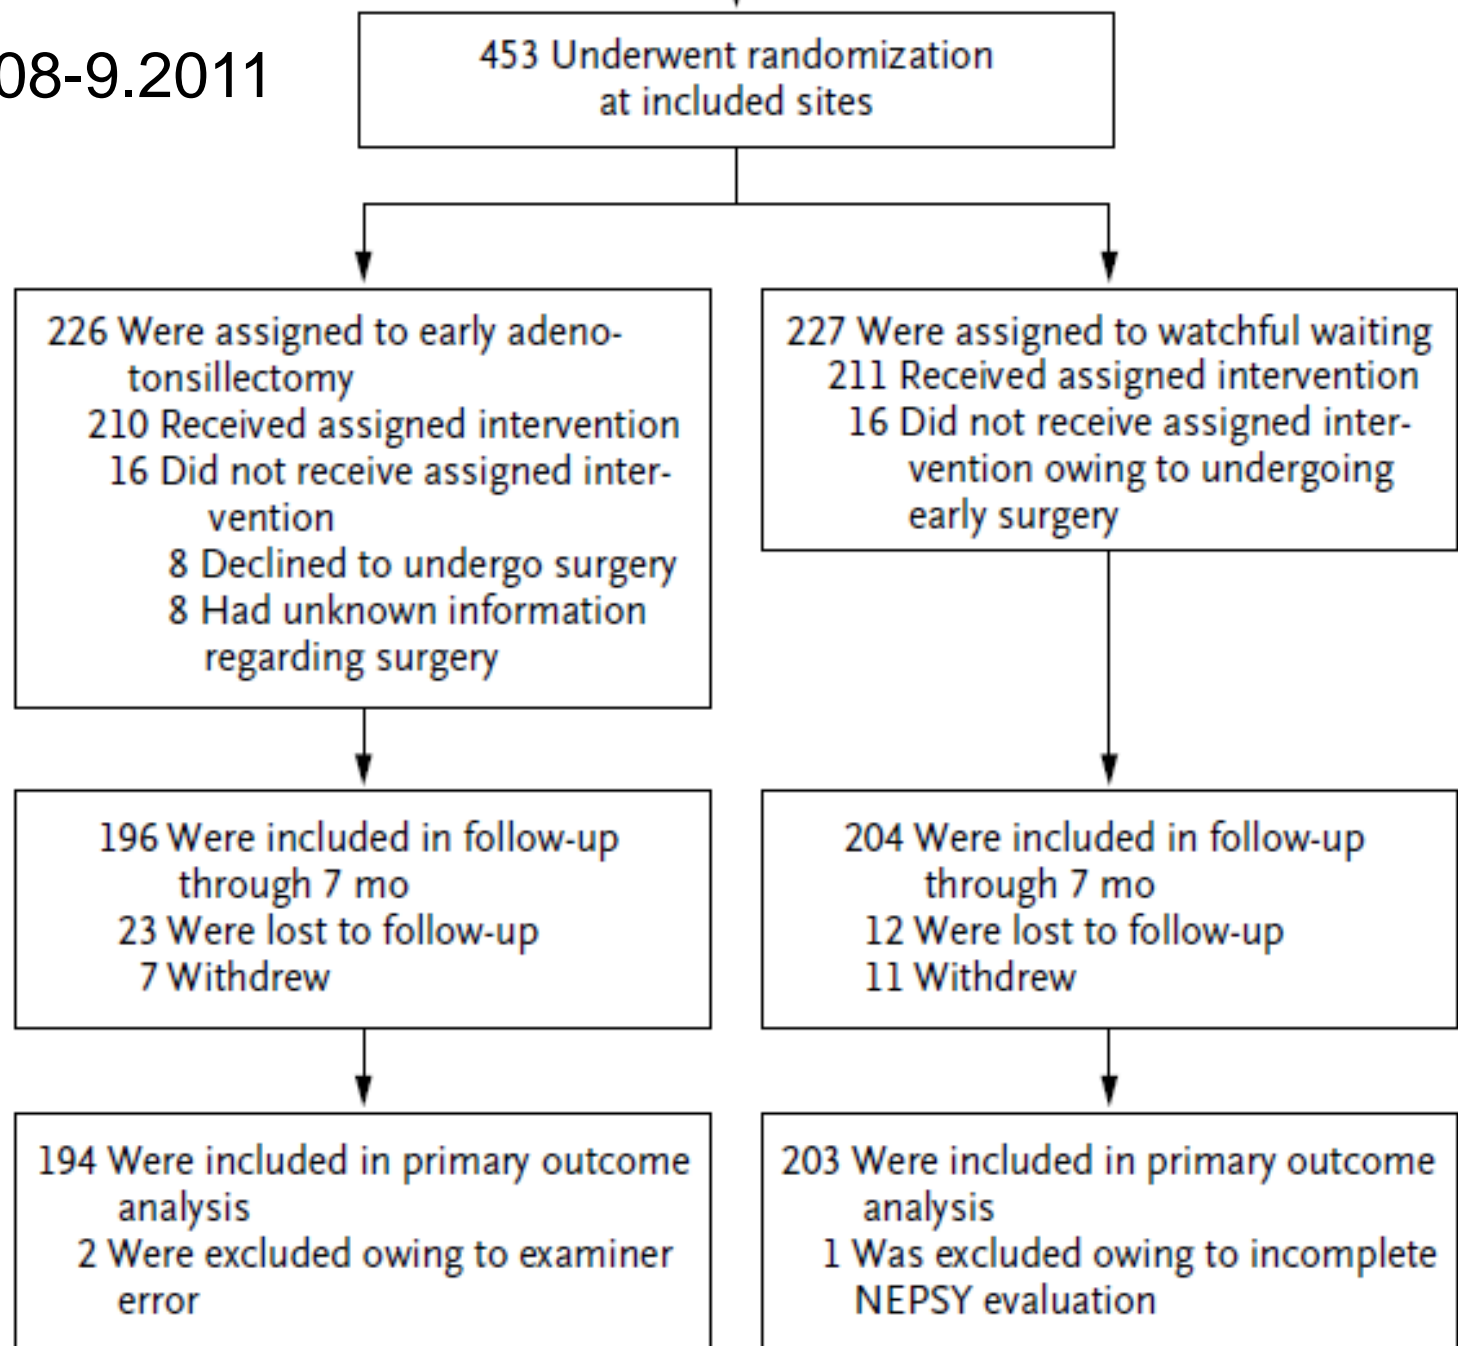 08-9.2011
453 Underwent randomization
at included sites
226 Were assigned to early adeno-
tonsillectomy
210 Received assigned intervention
16 Did not receive assigned inter-
vention
8 Declined to undergo surgery
8 Had unknown information
regarding surgery
227 Were assigned to watchful waiting
211 Received assigned intervention
16 Did not receive assigned inter-
vention owing to undergoing
early surgery
196 Were included in follow-up
through 7 mo
23 Were lost to follow-up
7 Withdrew
204 Were included in follow-up
through 7 mo
12 Were lost to follow-up
11 Withdrew
194 Were included in primary outcome
analysis
2 Were excluded owing to examiner
error
203 Were included in primary outcome
analysis
1 Was excluded owing to incomplete
NEPSY evaluation